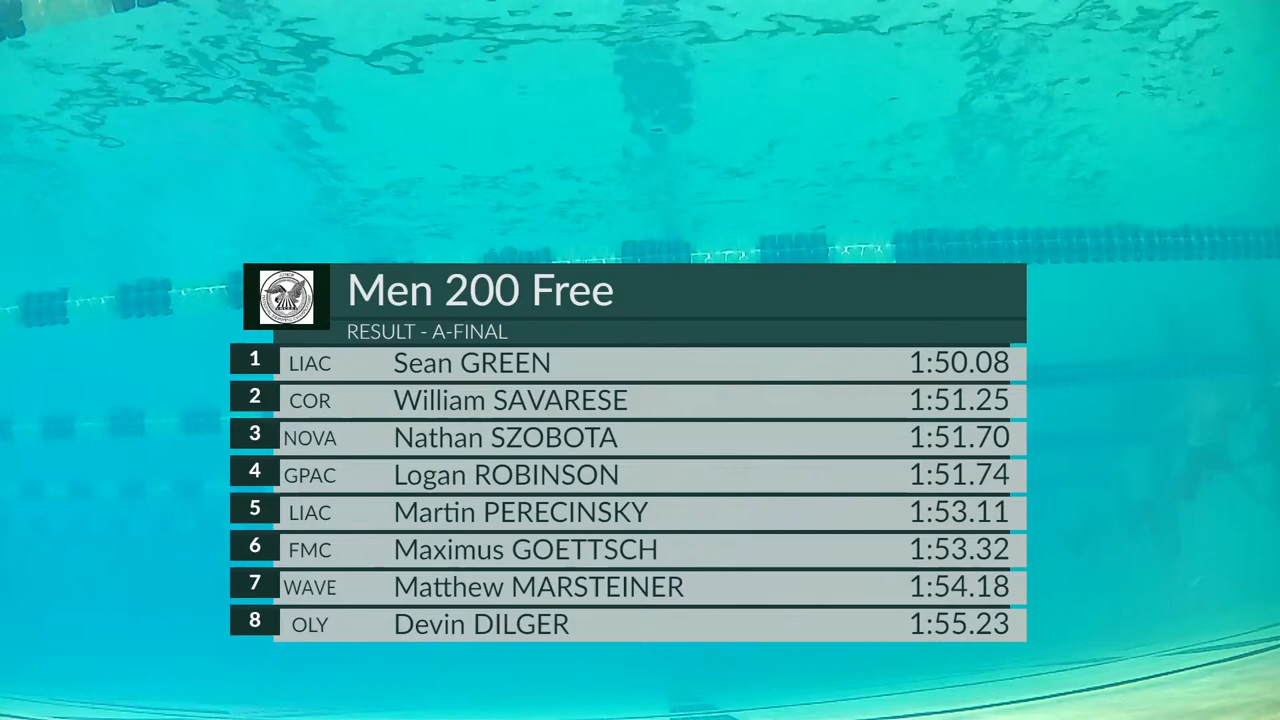 Men 200 Free
RESULT - A-FINAL
1 LIAC Sean GREEN 1:50.08
2 COR William SAVARESE 1:51.25
3 NOVA Nathan SZOBOTA 1:51.70
4 GPAC Logan ROBINSON 1:51.74
5 LIAC Martin PERECINSKY 1:53.11
6 FMC Maximus GOETTSCH 1:53.32
7 WAVE Matthew MARSTEINER 1:54.18
8 OLY Devin DILGER 1:55.23